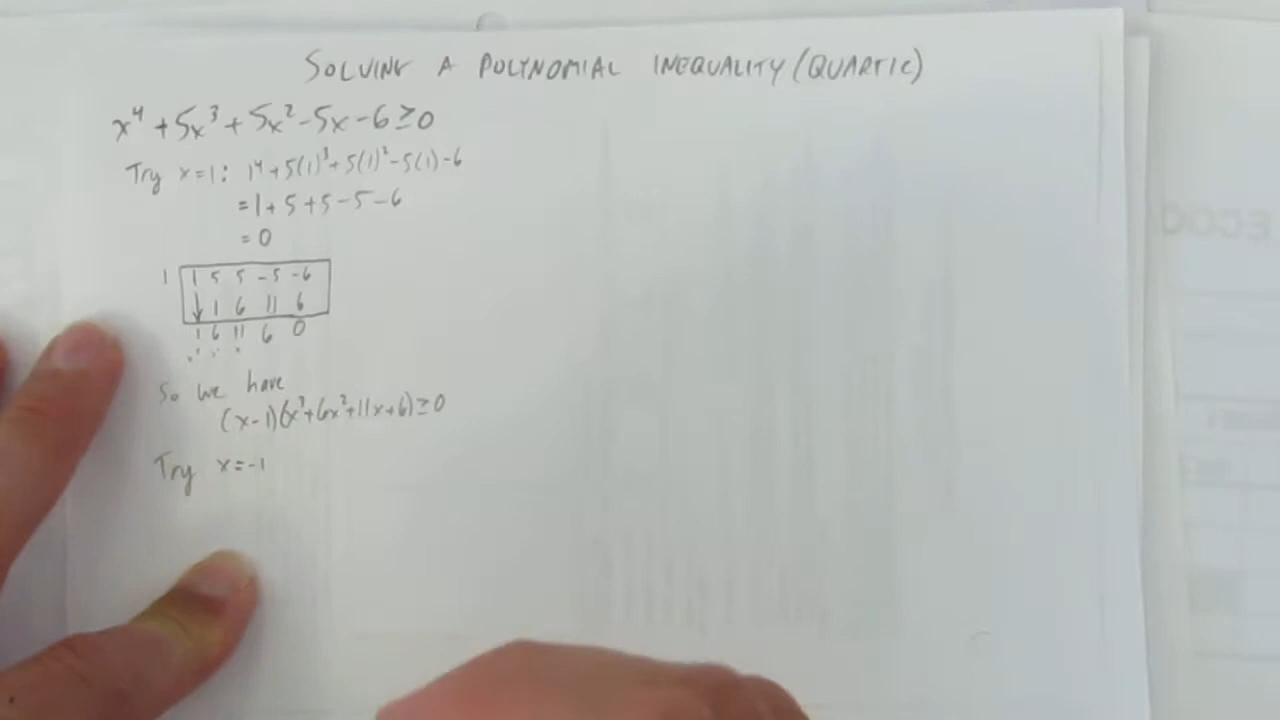 SOLVING A POLYNOMIAL INEQUALITY (QUARTIC)
x⁴ + 5x³ + 5x² - 5x - 6 ≥ 0
Try x=1: 1⁴ + 5(1)³ + 5(1)² - 5(1) - 6
= 1 + 5 + 5 - 5 - 6
= 0
1 | 1 5 5 -5 -6
↓ 1 6 11 6
1 6 11 6 0
So we have
(x-1)(x³+6x²+11x+6) ≥ 0
Try x=-1